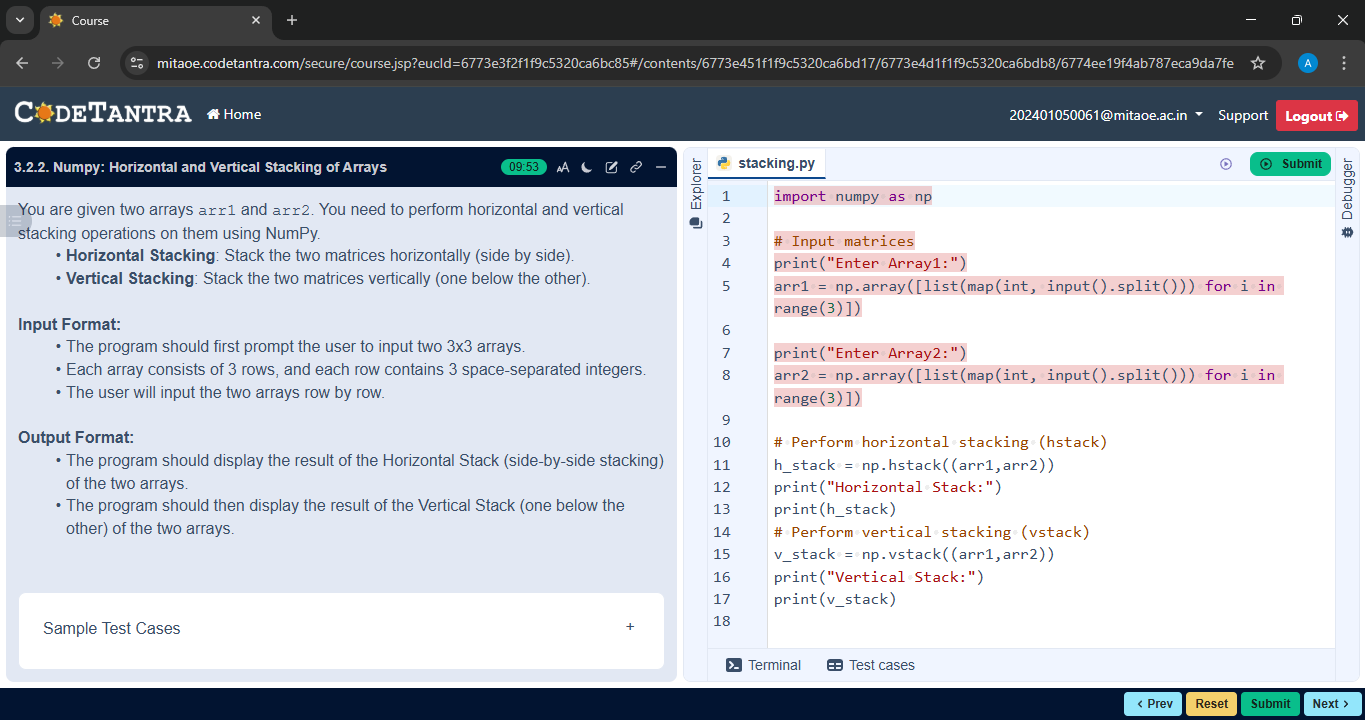 Course
mitaoe.codetantra.com/secure/course.jsp?eucId=6773e3f2f1f9c5320ca6bc85#/contents/6773e451f1f9c5320ca6bd17/6773e4d1f1f9c5320ca6bdb8/6774ee19f4ab787eca9da7fe
A
CODETANTRA
Home
202401050061@mitaoe.ac.in
Support
Logout
3.2.2. Numpy: Horizontal and Vertical Stacking of Arrays
09:53
AA
You are given two arrays arr1 and arr2. You need to perform horizontal and vertical
stacking operations on them using NumPy.
• Horizontal Stacking: Stack the two matrices horizontally (side by side).
• Vertical Stacking: Stack the two matrices vertically (one below the other).
Input Format:
• The program should first prompt the user to input two 3x3 arrays.
• Each array consists of 3 rows, and each row contains 3 space-separated integers.
• The user will input the two arrays row by row.
Output Format:
• The program should display the result of the Horizontal Stack (side-by-side stacking)
of the two arrays.
• The program should then display the result of the Vertical Stack (one below the
other) of the two arrays.
Sample Test Cases
+
Explorer
stacking.py
Submit
Debugger
1 import numpy as np
2
3 # Input matrices
4 print("Enter Array1:")
5 arr1 = np.array([list(map(int, input().split())) for i in
range(3)])
6
7 print("Enter Array2:")
8 arr2 = np.array([list(map(int, input().split())) for i in
range(3)])
9
10 # Perform horizontal stacking (hstack)
11 h_stack = np.hstack((arr1,arr2))
12 print("Horizontal Stack:")
13 print(h_stack)
14 # Perform vertical stacking (vstack)
15 v_stack = np.vstack((arr1,arr2))
16 print("Vertical Stack:")
17 print(v_stack)
18
Terminal
Test cases
< Prev
Reset
Submit
Next >